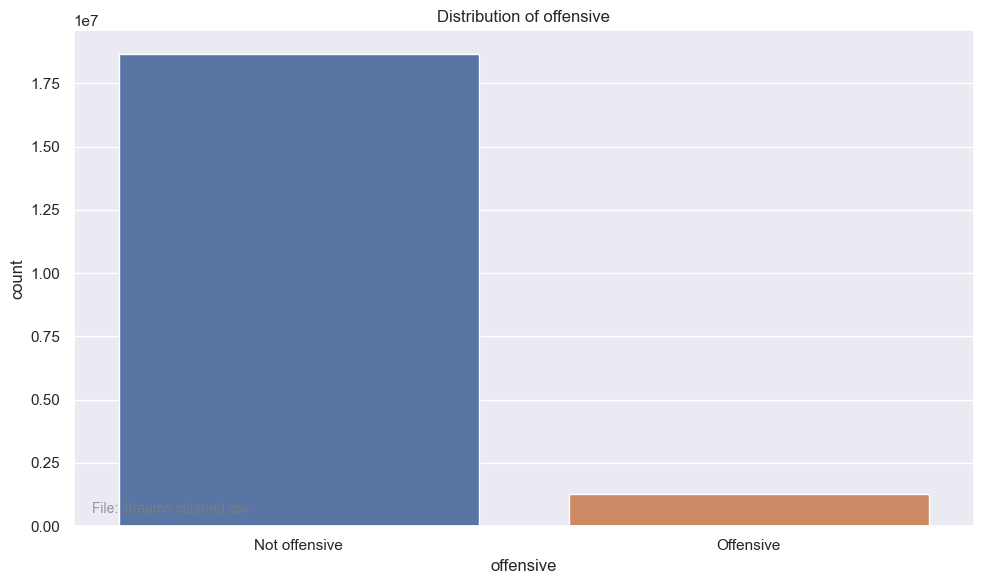 Distribution of offensive
1e7
1.75
1.50
1.25
1.00
0.75
0.50
0.25
0.00
count
File: streams-cleaned.csv
Not offensive
Offensive
offensive